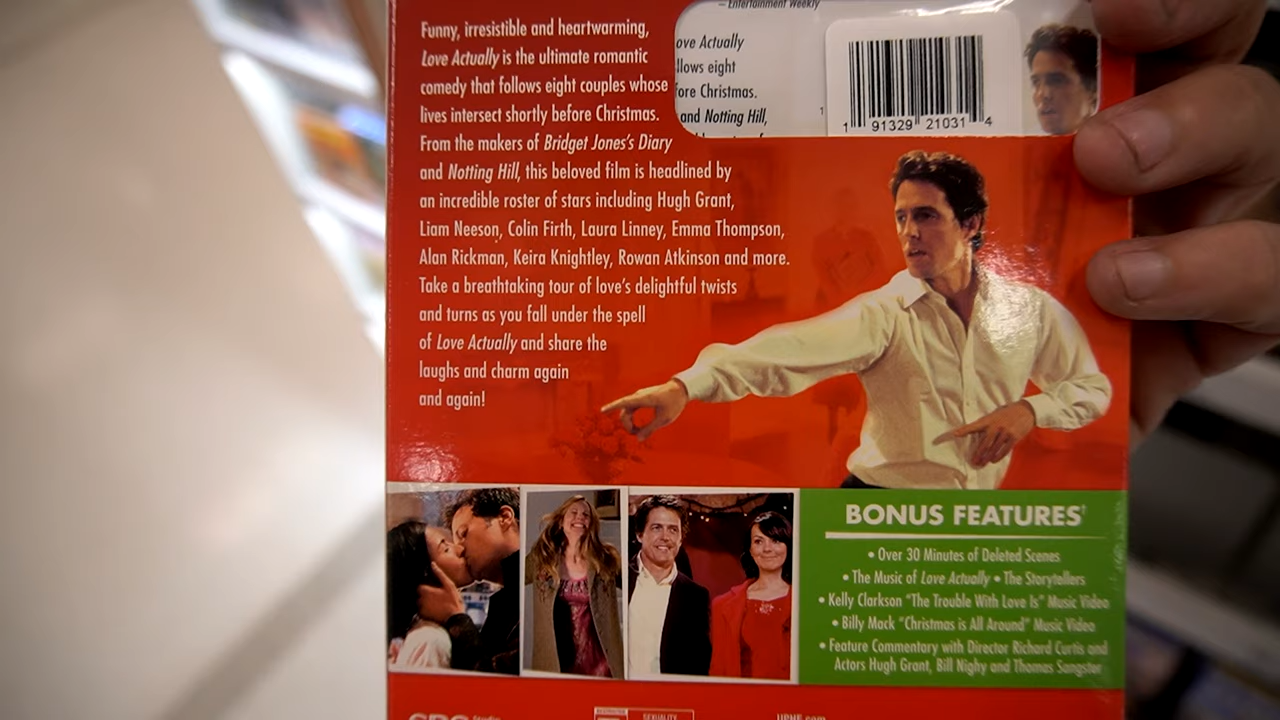 – Entertainment Weekly
Funny, irresistible and heartwarming,
Love Actually is the ultimate romantic
comedy that follows eight couples whose
lives intersect shortly before Christmas.
From the makers of Bridget Jones's Diary
and Notting Hill, this beloved film is headlined by
an incredible roster of stars including Hugh Grant,
Liam Neeson, Colin Firth, Laura Linney, Emma Thompson,
Alan Rickman, Keira Knightley, Rowan Atkinson and more.
Take a breathtaking tour of love's delightful twists
and turns as you fall under the spell
of Love Actually and share the
laughs and charm again
and again!
ove Actually
llows eight
fore Christmas.
and Notting Hill,
1 91329 21031 4
BONUS FEATURES†
• Over 30 Minutes of Deleted Scenes
• The Music of Love Actually • The Storytellers
• Kelly Clarkson "The Trouble With Love Is" Music Video
• Billy Mack "Christmas is All Around" Music Video
• Feature Commentary with Director Richard Curtis and
Actors Hugh Grant, Bill Nighy and Thomas Sangster
SEXUALITY